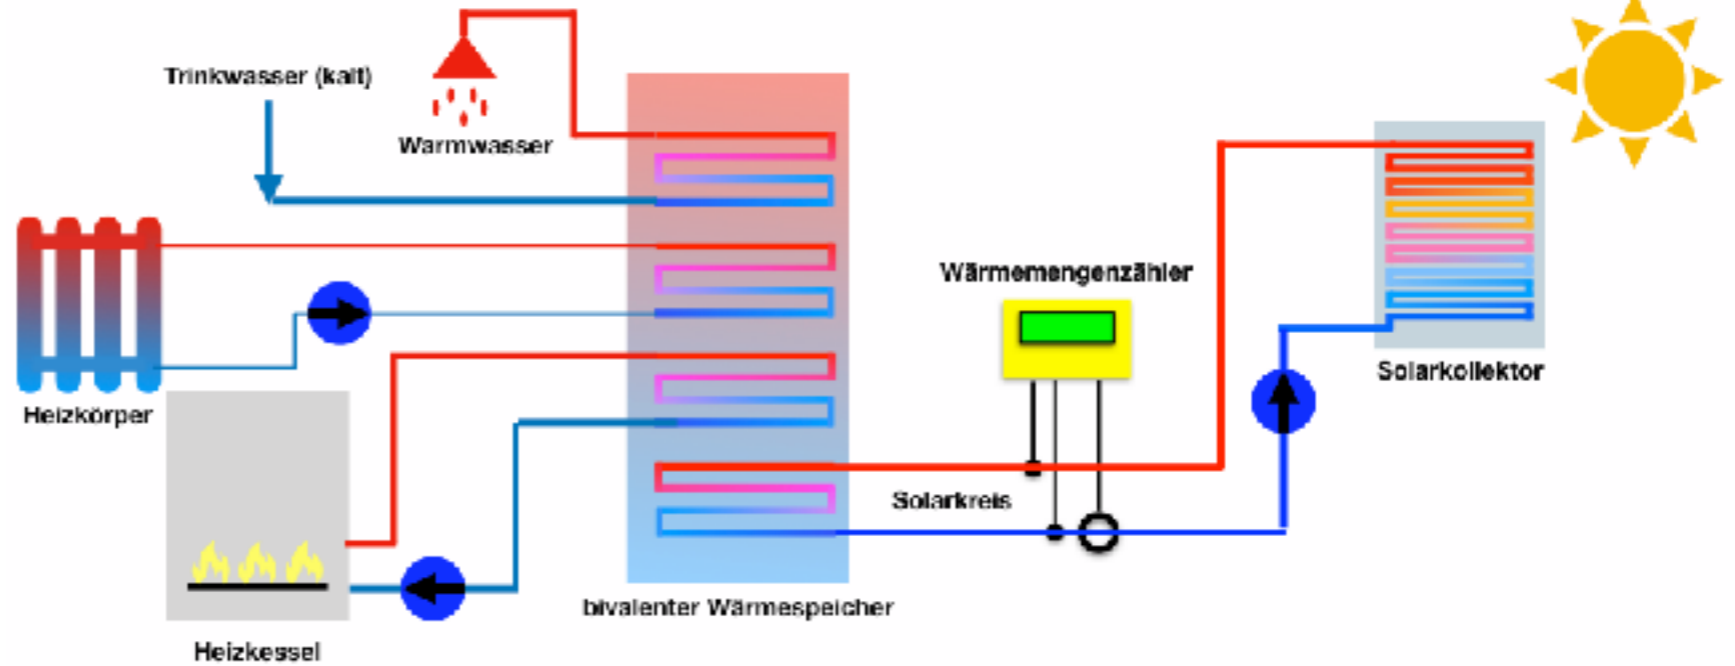 Trinkwasser (kalt)
Warmwasser
Wärmemengenzähler
Solarkollektor
Heizkörper
Solarkreis
bivalenter Wärmespeicher
Heizkessel